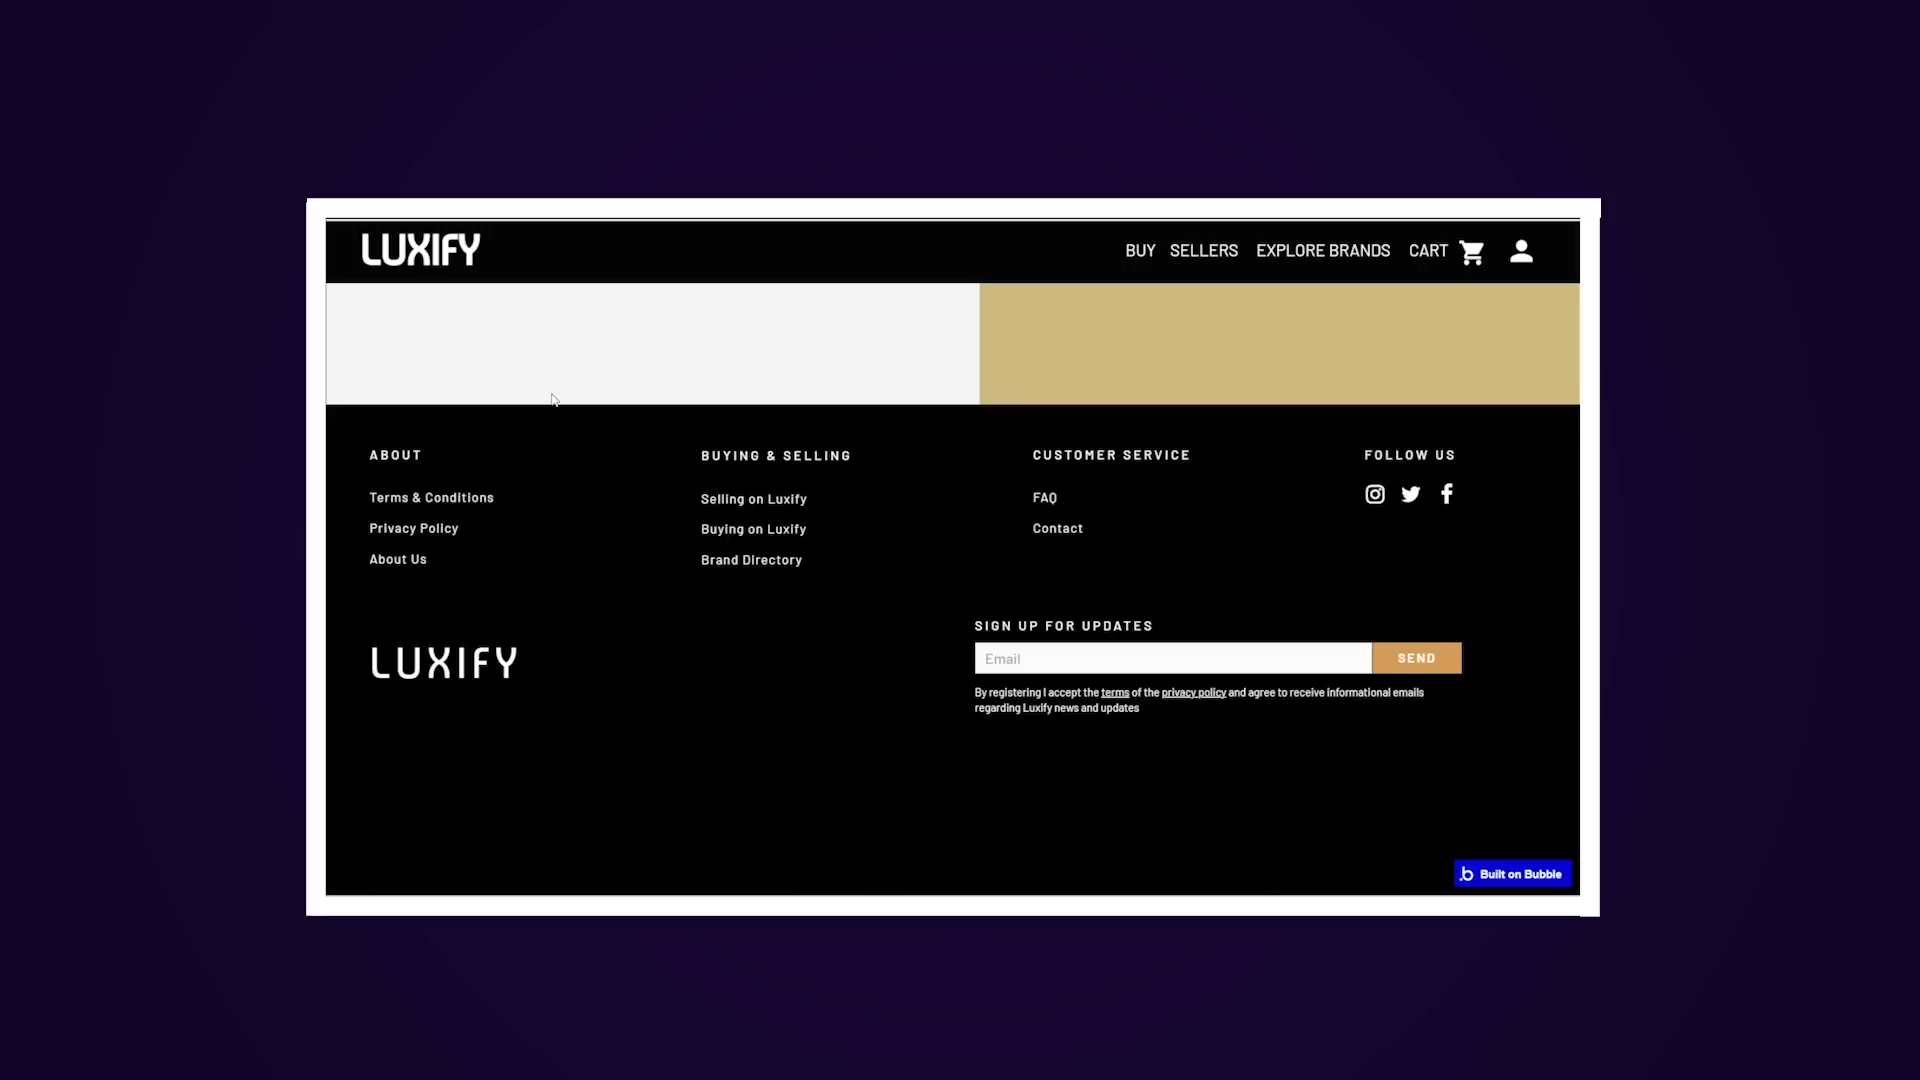 LUXIFY
BUY SELLERS EXPLORE BRANDS CART
ABOUT
Terms & Conditions
Privacy Policy
About Us
BUYING & SELLING
Selling on Luxify
Buying on Luxify
Brand Directory
CUSTOMER SERVICE
FAQ
Contact
FOLLOW US
LUXIFY
SIGN UP FOR UPDATES
Email
SEND
By registering I accept the terms of the privacy policy and agree to receive informational emails
regarding Luxify news and updates
Built on Bubble